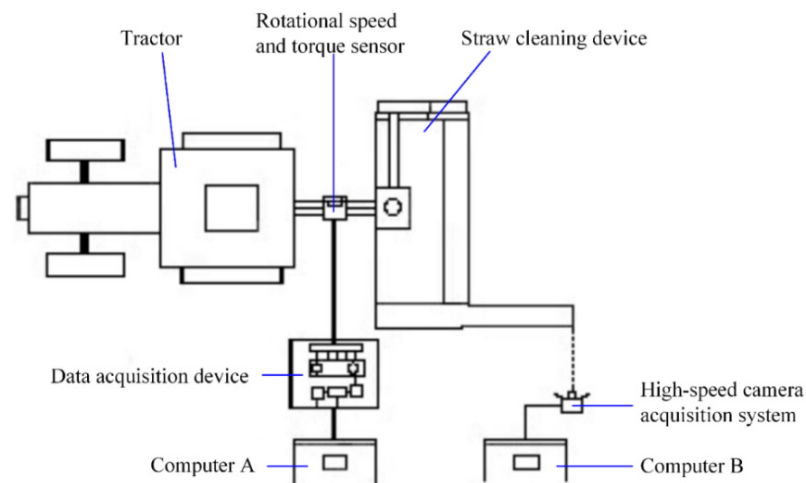 Tractor
Rotational speed
and torque sensor
Straw cleaning device
Data acquisition device
High-speed camera
acquisition system
Computer A
Computer B